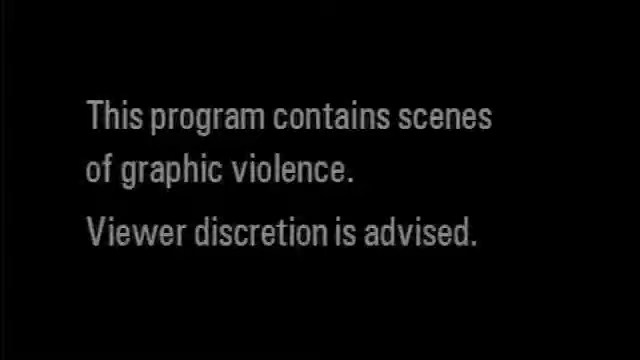 This program contains scenes
of graphic violence.
Viewer discretion is advised.